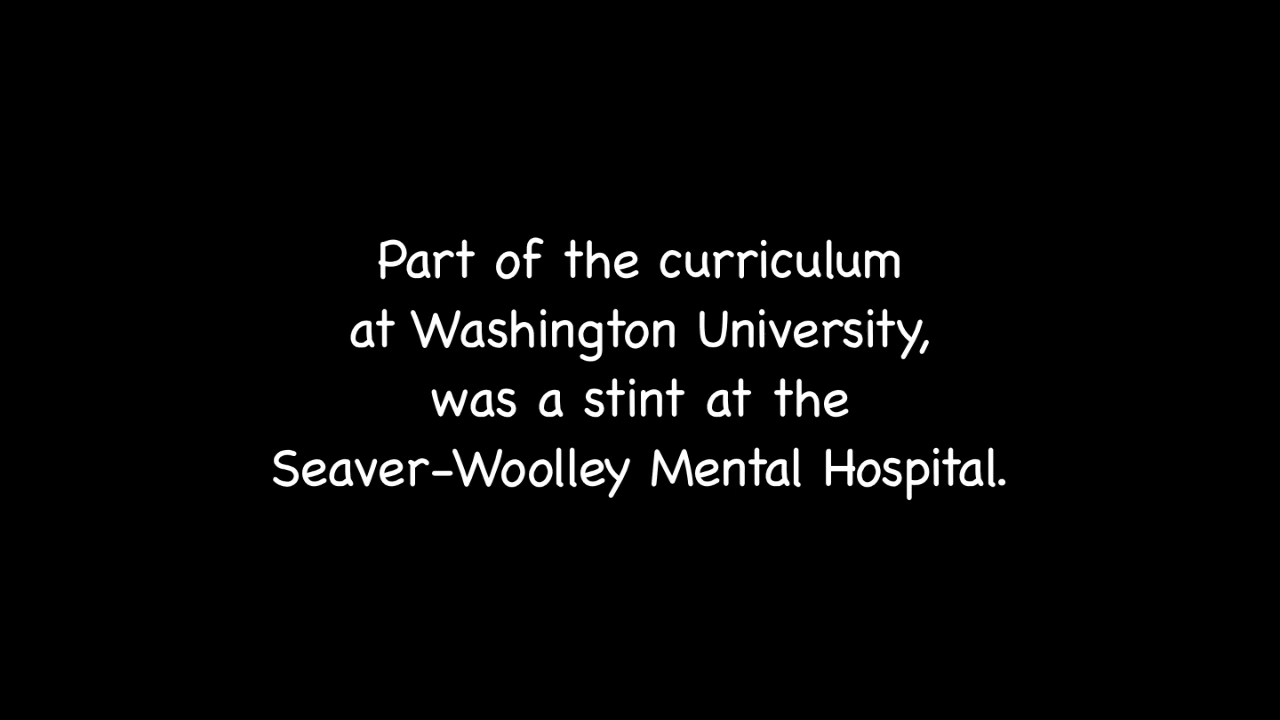 Part of the curriculum
at Washington University,
was a stint at the
Seaver-Woolley Mental Hospital.